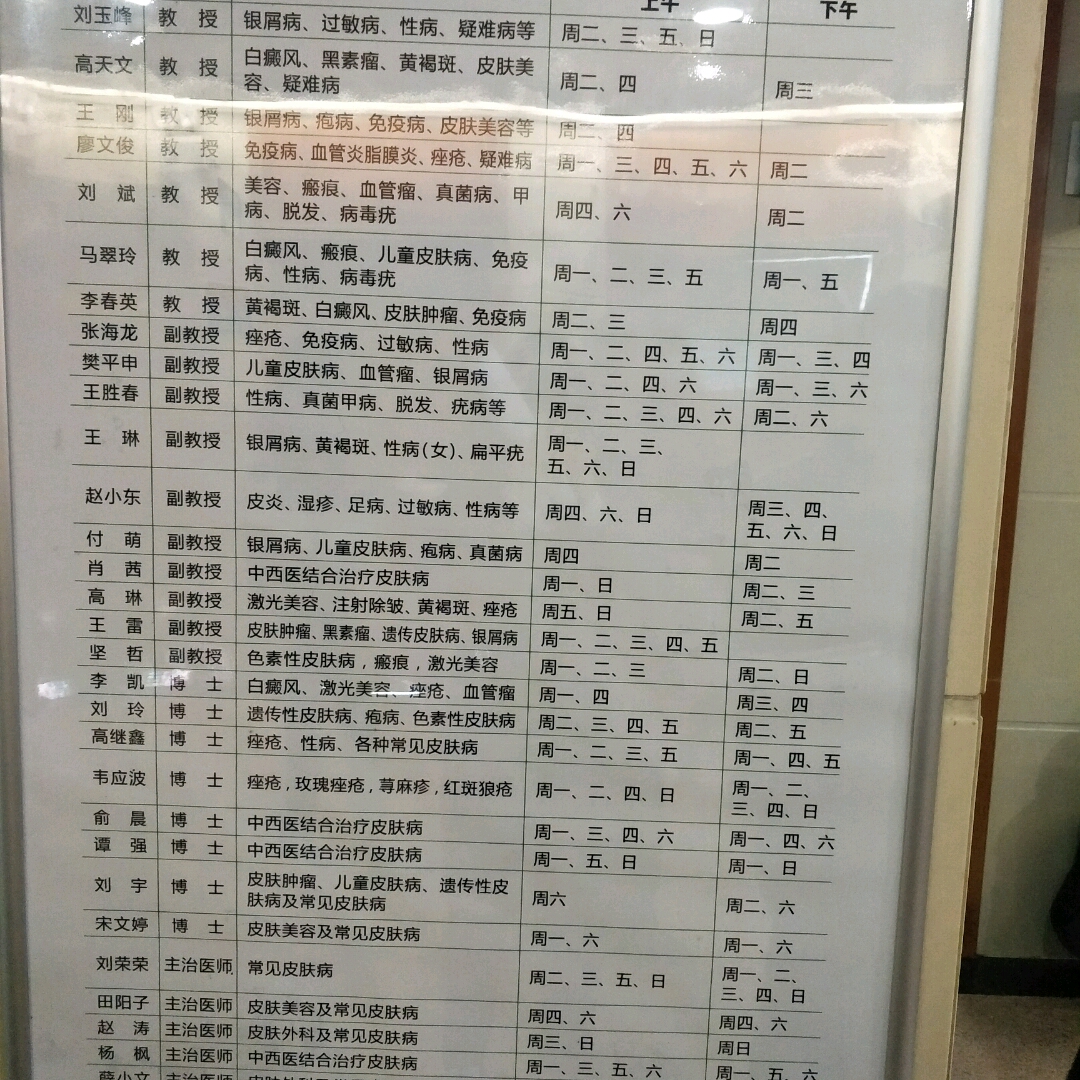 上午 下午
刘玉峰 教 授 银屑病、过敏病、性病、疑难病等 周二、三、五、日
高天文 教 授 白癜风、黑素瘤、黄褐斑、皮肤美 周二、四 周三
容、疑难病
王 刚 教 授 银屑病、疱病、免疫病、皮肤美容等 周二、四
廖文俊 教 授 免疫病、血管炎脂膜炎、痤疮、疑难病 周一、三、四、五、六 周二
刘 斌 教 授 美容、瘢痕、血管瘤、真菌病、甲 周四、六 周二
病、脱发、病毒疣
马翠玲 教 授 白癜风、瘢痕、儿童皮肤病、免疫 周一、二、三、五 周一、五
病、性病、病毒疣
李春英 教 授 黄褐斑、白癜风、皮肤肿瘤、免疫病 周二、三 周四
张海龙 副教授 痤疮、免疫病、过敏病、性病 周一、二、四、五、六 周一、三、四
樊平申 副教授 儿童皮肤病、血管瘤、银屑病 周一、二、四、六 周一、三、六
王胜春 副教授 性病、真菌甲病、脱发、疣病等 周一、二、三、四、六 周二、六
王 琳 副教授 银屑病、黄褐斑、性病(女)、扁平疣 周一、二、三、
五、六、日
赵小东 副教授 皮炎、湿疹、足病、过敏病、性病等 周四、六、日 周三、四、
五、六、日
付 萌 副教授 银屑病、儿童皮肤病、疱病、真菌病 周四 周二
肖 茜 副教授 中西医结合治疗皮肤病 周一、日 周二、三
高 琳 副教授 激光美容、注射除皱、黄褐斑、痤疮 周五、日 周二、五
王 雷 副教授 皮肤肿瘤、黑素瘤、遗传皮肤病、银屑病 周一、二、三、四、五
坚 哲 副教授 色素性皮肤病,瘢痕,激光美容 周一、二、三 周二、日
李 凯 博 士 白癜风、激光美容、痤疮、血管瘤 周一、四 周三、四
刘 玲 博 士 遗传性皮肤病、疱病、色素性皮肤病 周二、三、四、五 周二、五
高继鑫 博 士 痤疮、性病、各种常见皮肤病 周一、二、三、五 周一、四、五
韦应波 博 士 痤疮,玫瑰痤疮,荨麻疹,红斑狼疮 周一、二、四、日 周一、二、
三、四、日
俞 晨 博 士 中西医结合治疗皮肤病 周一、三、四、六 周一、四、六
谭 强 博 士 中西医结合治疗皮肤病 周一、五、日 周一、日
刘 宇 博 士 皮肤肿瘤、儿童皮肤病、遗传性皮 周六 周二、六
肤病及常见皮肤病
宋文婷 博 士 皮肤美容及常见皮肤病 周一、六 周一、六
刘荣荣 主治医师 常见皮肤病 周二、三、五、日 周一、二、
三、四、日
田阳子 主治医师 皮肤美容及常见皮肤病 周四、六 周四、六
赵 涛 主治医师 皮肤外科及常见皮肤病 周三、日 周日
杨 枫 主治医师 中西医结合治疗皮肤病 周一、三、五、六 周一、五、六
薛小文 主治医师